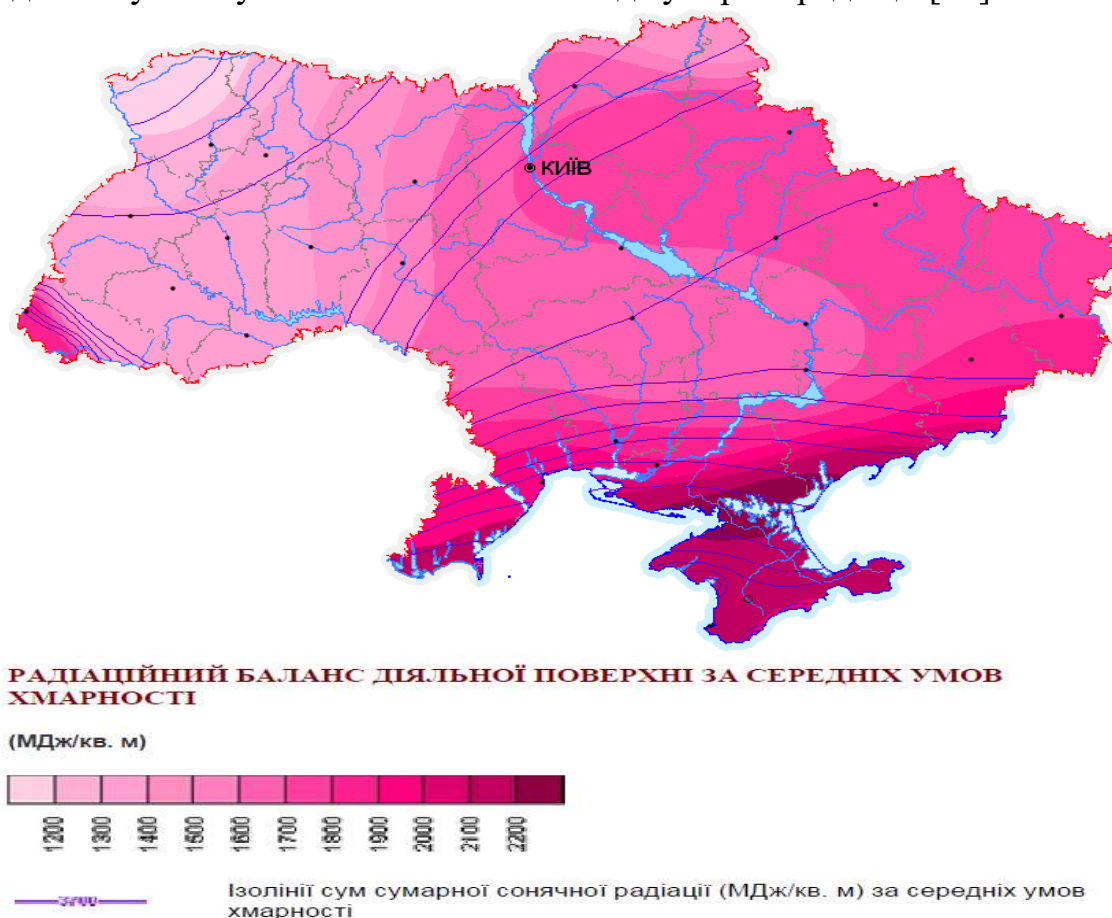 КИЇВ
РАДІАЦІЙНИЙ БАЛАНС ДІЯЛЬНОЇ ПОВЕРХНІ ЗА СЕРЕДНІХ УМОВ
ХМАРНОСТІ
(МДж/кв. м)
1200 1300 1400 1500 1600 1700 1800 1900 2000 2100 2200
Ізолінії сум сумарної сонячної радіації (МДж/кв. м) за середніх умов
хмарності